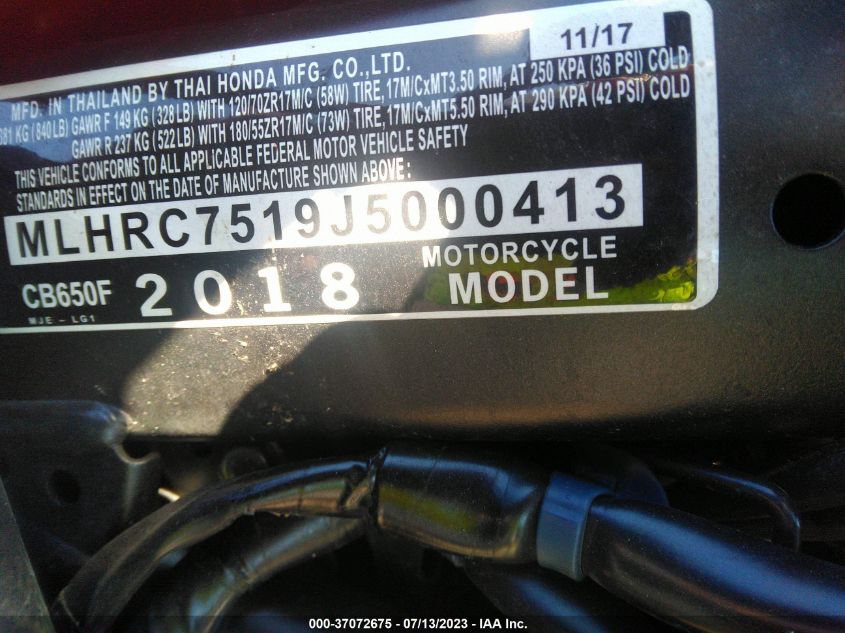 11/17
MFD. IN THAILAND BY THAI HONDA MFG. CO.,LTD.
381 KG (840LB) GAWR F 149 KG (328 LB) WITH 120/70ZR17M/C (58W) TIRE,17M/CxMT3.50 RIM, AT 250 KPA (36 PSI) COLD
GAWR R 237 KG (522 LB) WITH 180/55ZR17M/C (73W) TIRE,17M/CxMT5.50 RIM, AT 290 KPA (42 PSI) COLD
THIS VEHICLE CONFORMS TO ALL APPLICABLE FEDERAL MOTOR VEHICLE SAFETY
STANDARDS IN EFFECT ON THE DATE OF MANUFACTURE SHOWN ABOVE:
MLHRC7519J5000413
CB650F 2018 MOTORCYCLE MODEL
MJE - LG1
000-37072675 - 07/13/2023 - IAA Inc.